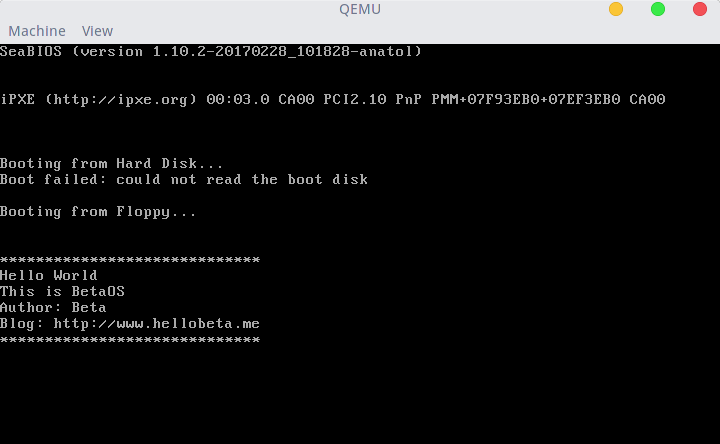 QEMU
Machine View
SeaBIOS (version 1.10.2-20170228_101828-anatol)
iPXE (http://ipxe.org) 00:03.0 CA00 PCI2.10 PnP PMM+07F93EB0+07EF3EB0 CA00
Booting from Hard Disk...
Boot failed: could not read the boot disk
Booting from Floppy...
*****************************
Hello World
This is BetaOS
Author: Beta
Blog: http://www.hellobeta.me
*****************************